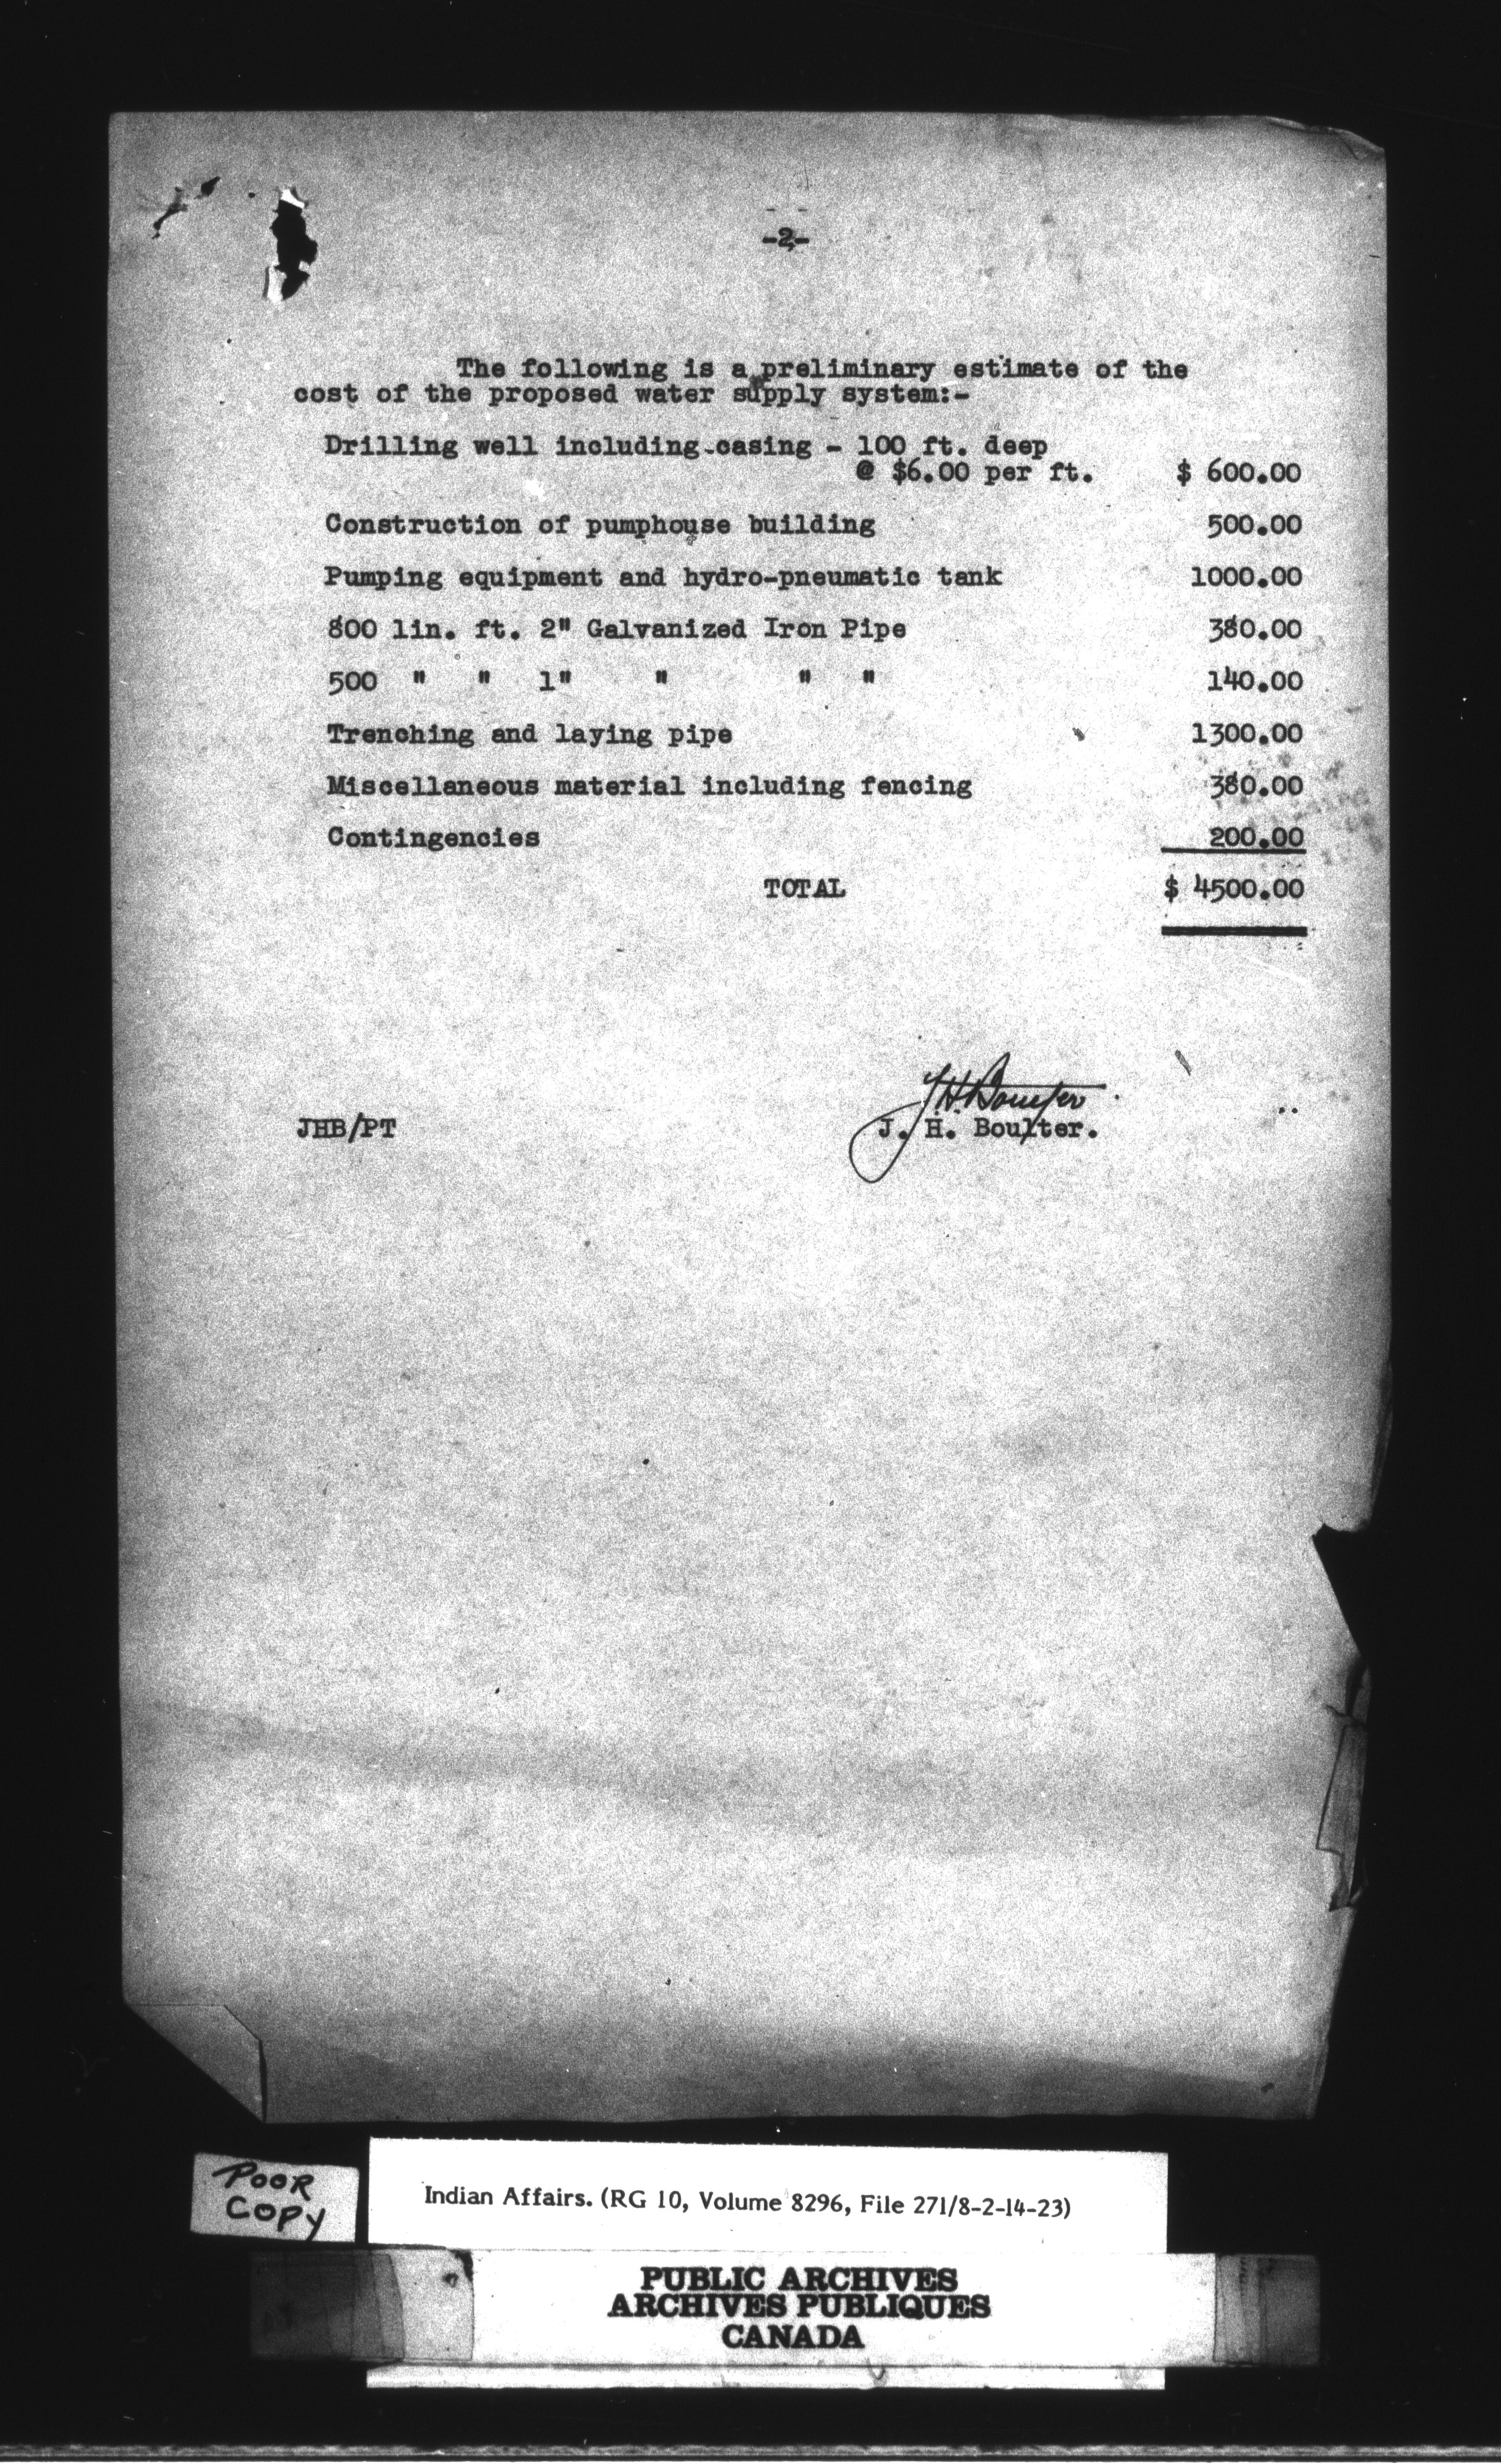 -2-
The following is a preliminary estimate of the
cost of the proposed water supply system:-
Drilling well including casing - 100 ft. deep
@ $6.00 per ft. $ 600.00
Construction of pumphouse building 500.00
Pumping equipment and hydro-pneumatic tank 1000.00
800 lin. ft. 2" Galvanized Iron Pipe 380.00
500 " " 1" " " " 140.00
Trenching and laying pipe 1300.00
Miscellaneous material including fencing 380.00
Contingencies 200.00
TOTAL $ 4500.00
J.H. Boulter
JHB/PT J. H. Boulter.
POOR
COPY
Indian Affairs. (RG 10, Volume 8296, File 271/8-2-14-23)
PUBLIC ARCHIVES
ARCHIVES PUBLIQUES
CANADA